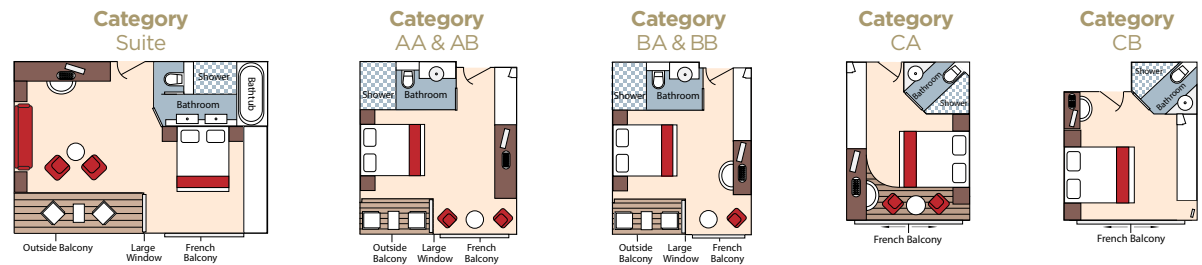 Category
Suite
Shower
Bathtub
Bathroom
Outside Balcony
Large
Window
French
Balcony
Category
AA & AB
Shower
Bathroom
Outside
Balcony
Large
Window
French
Balcony
Category
BA & BB
Shower
Bathroom
Outside
Balcony
Large
Window
French
Balcony
Category
CA
Bathroom
Shower
French Balcony
Category
CB
Shower
Bathroom
French Balcony